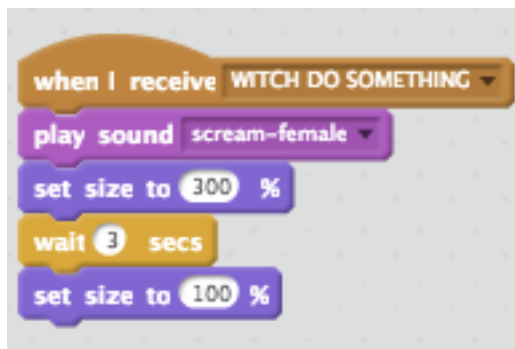 when I receive WITCH DO SOMETHING
play sound scream-female
set size to 300 %
wait 3 secs
set size to 100 %